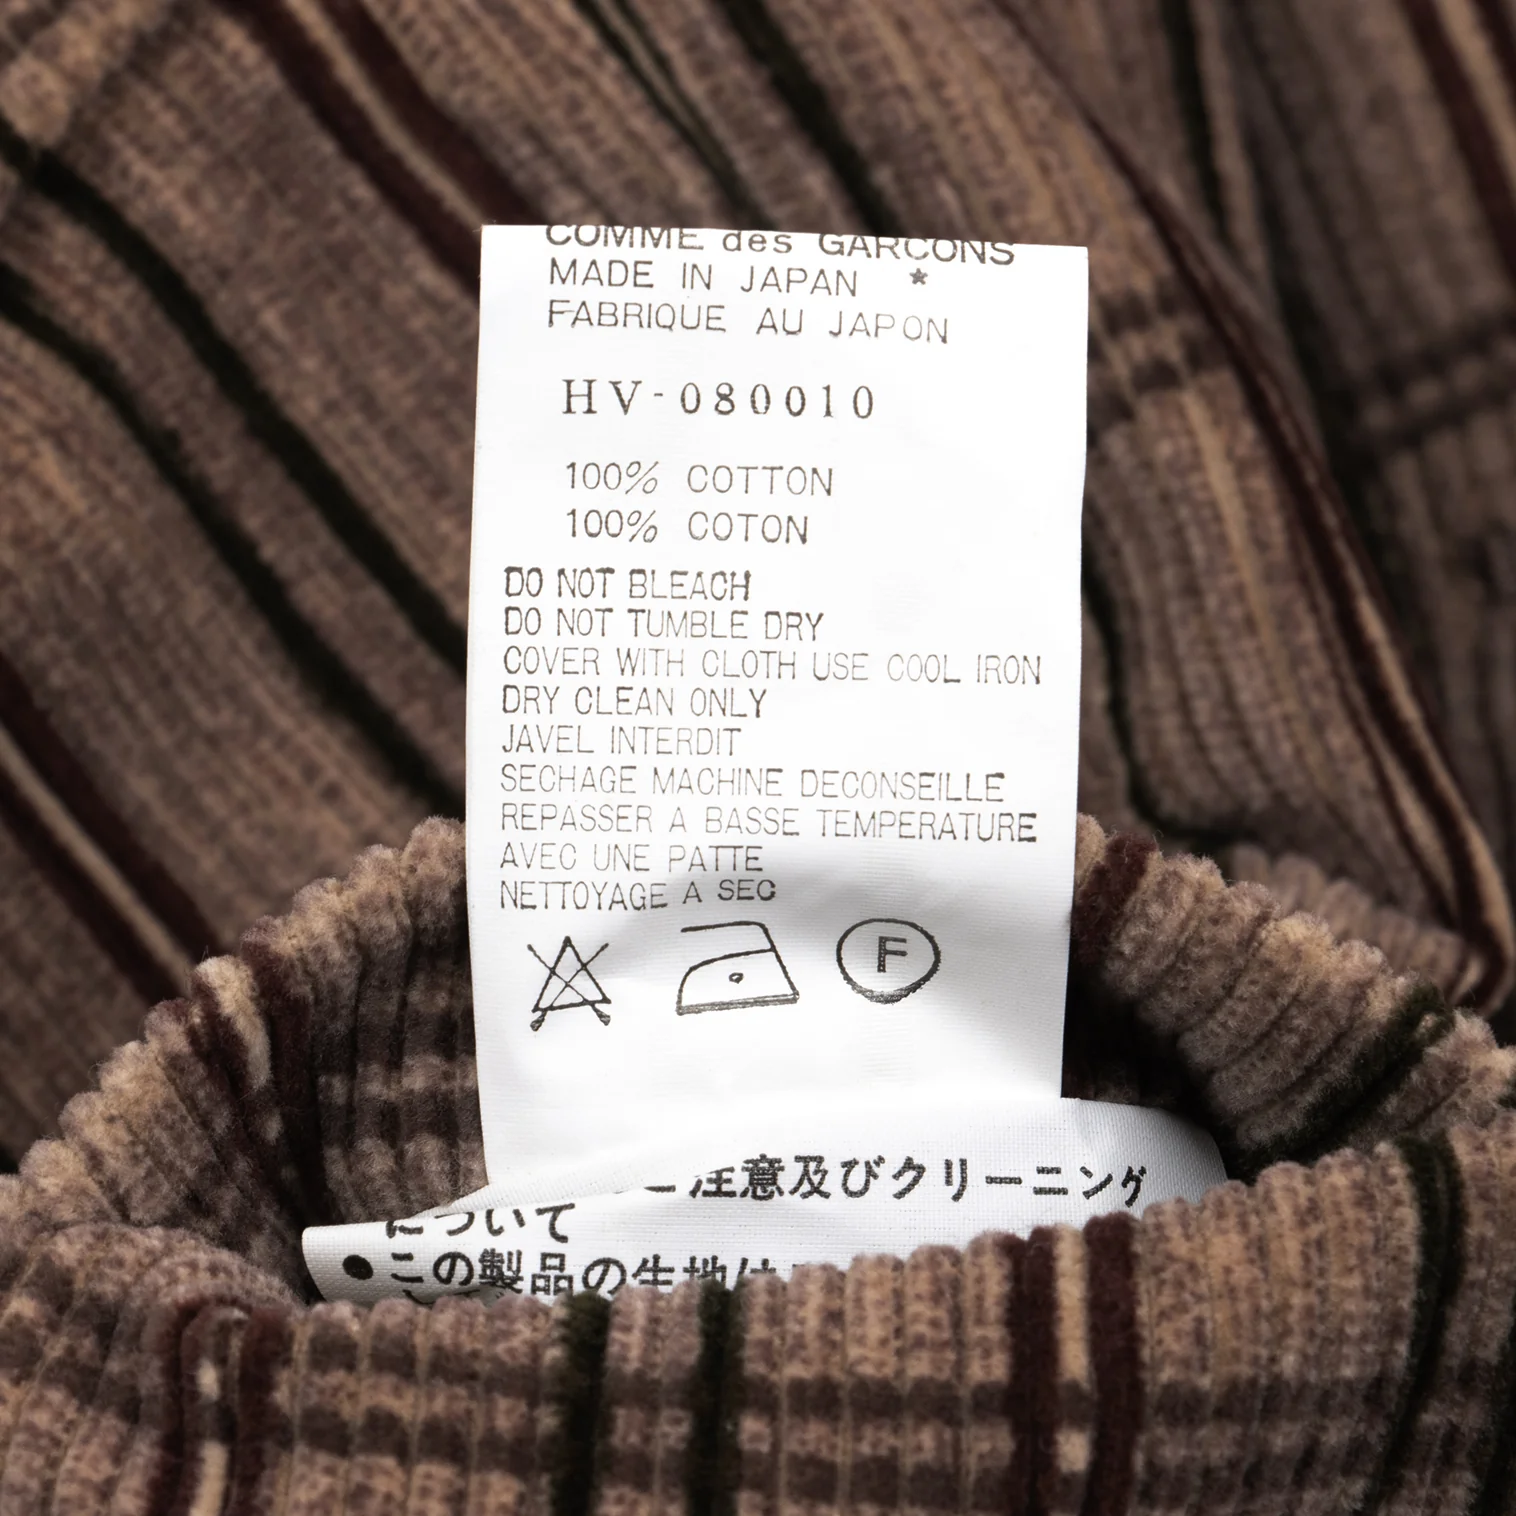 COMME des GARCONS
MADE IN JAPAN *
FABRIQUE AU JAPON
HV-080010
100% COTTON
100% COTON
DO NOT BLEACH
DO NOT TUMBLE DRY
COVER WITH CLOTH USE COOL IRON
DRY CLEAN ONLY
JAVEL INTERDIT
SECHAGE MACHINE DECONSEILLE
REPASSER A BASSE TEMPERATURE
AVEC UNE PATTE
NETTOYAGE A SEC
F
注意及びクリーニング
について
●この製品の生地は